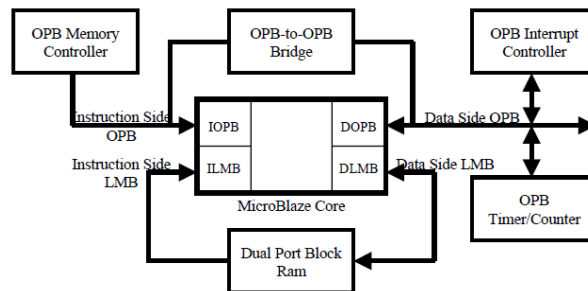 OPB Memory
Controller
OPB-to-OPB
Bridge
OPB Interrupt
Controller
Instruction Side
OPB
IOPB
DOPB
Data Side OPB
Instruction Side
LMB
ILMB
DLMB
Data Side LMB
MicroBlaze Core
OPB
Timer/Counter
Dual Port Block
Ram